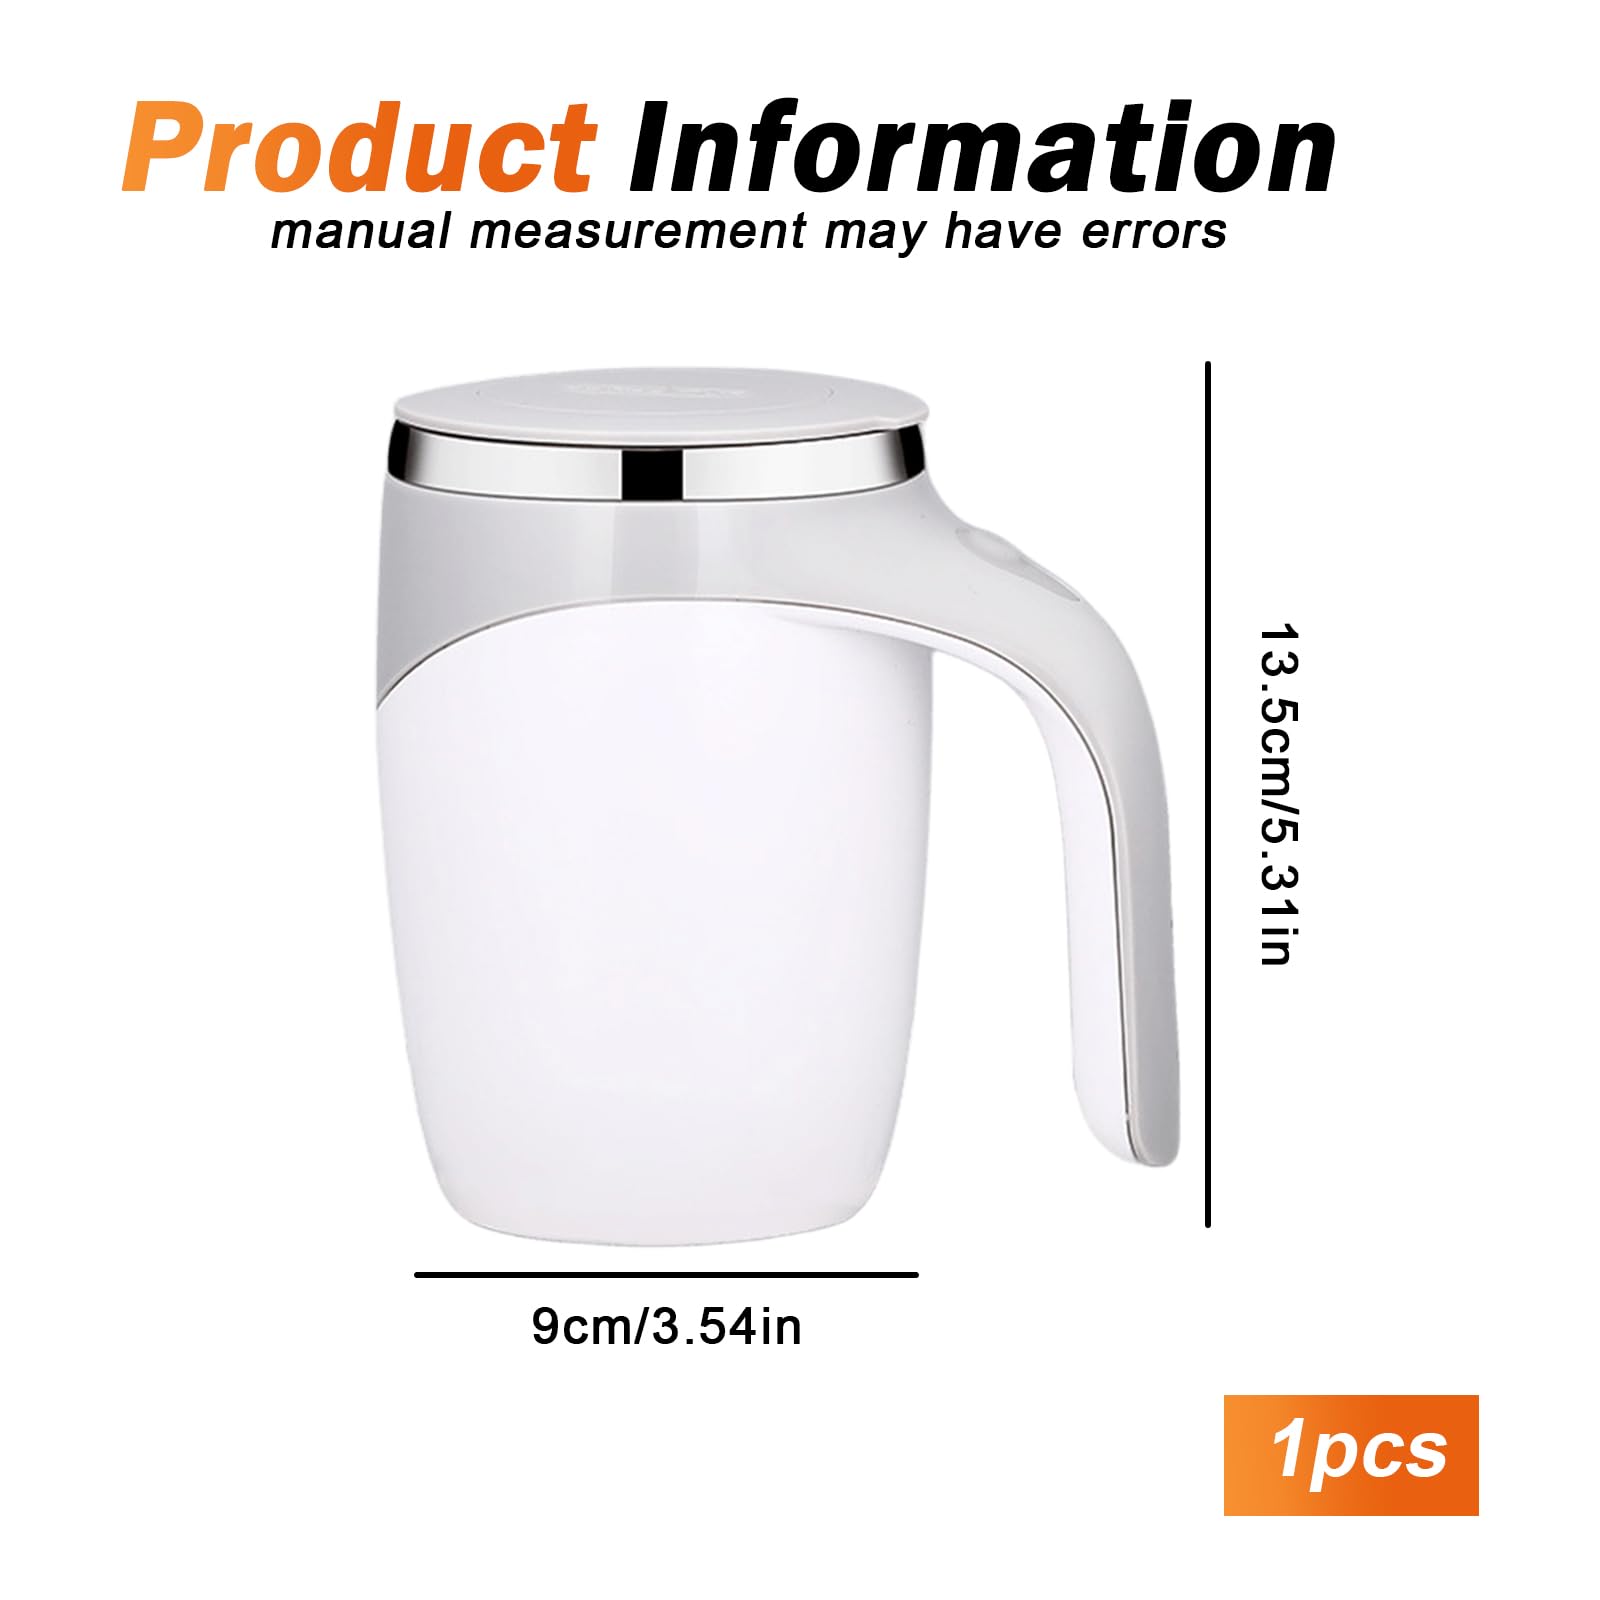 Product Information
manual measurement may have errors
13.5cm/5.31in
9cm/3.54in
1pcs